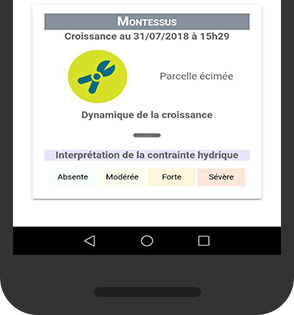 Montessus
Croissance au 31/07/2018 à 15h29
Parcelle écimée
Dynamique de la croissance
Interprétation de la contrainte hydrique
Absente Modérée Forte Sévère